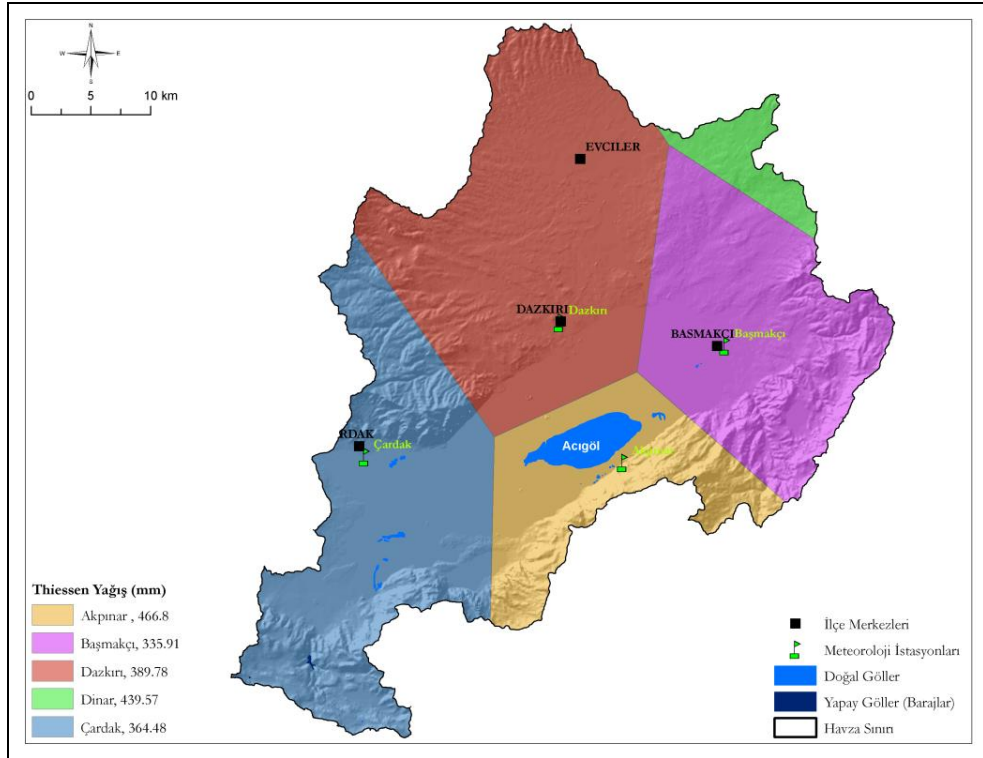 N
W E
S
0 5 10 km
EVCILER
DAZKIRI Dazkırı
BASMAKÇI Başmakçı
RDAK
Çardak
Acıgöl
Thiessen Yağış (mm)
Akpınar , 466.8
Başmakçı, 335.91
Dazkırı, 389.78
Dinar, 439.57
Çardak, 364.48
İlçe Merkezleri
Meteoroloji İstasyonları
Doğal Göller
Yapay Göller (Barajlar)
Havza Sınırı